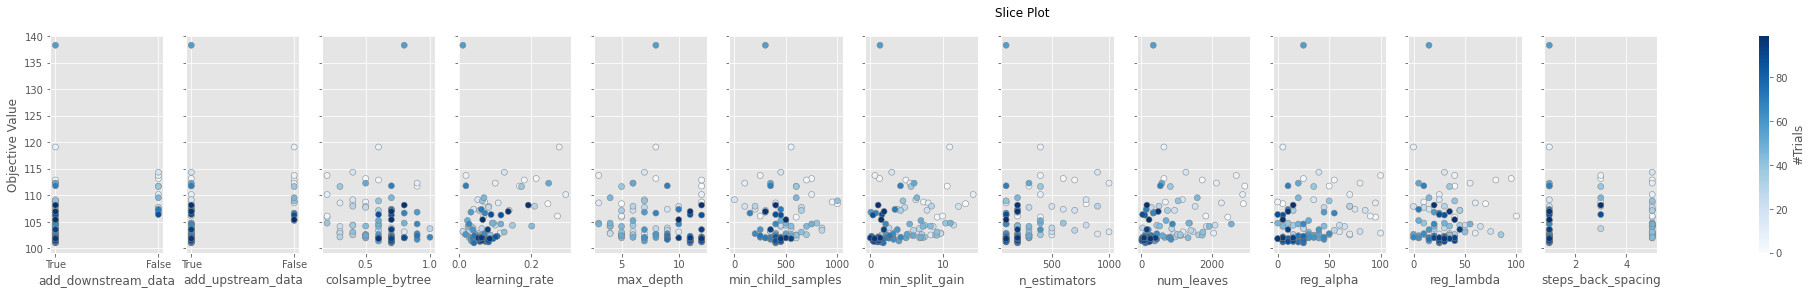 Slice Plot
Objective Value
140
135
130
125
120
115
110
105
100
True False
add_downstream_data
True False
add_upstream_data
0.5 1.0
colsample_bytree
0.0 0.2
learning_rate
5 10
max_depth
0 500 1000
min_child_samples
0 10
min_split_gain
500 1000
n_estimators
0 2000
num_leaves
0 50 100
reg_alpha
0 50 100
reg_lambda
2 4
steps_back_spacing
80
60
40
20
0
#Trials